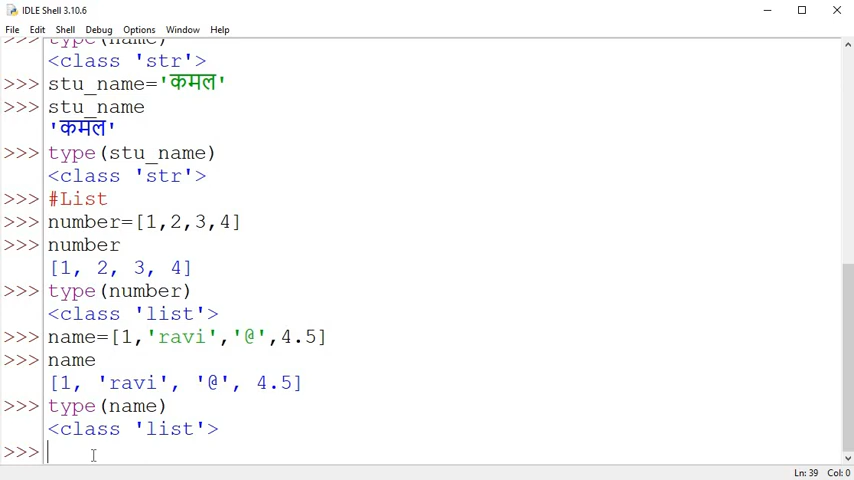 IDLE Shell 3.10.6
File Edit Shell Debug Options Window Help
>>> type(name)
<class 'str'>
>>> stu_name='कमल'
>>> stu_name
'कमल'
>>> type(stu_name)
<class 'str'>
>>> #List
>>> number=[1,2,3,4]
>>> number
[1, 2, 3, 4]
>>> type(number)
<class 'list'>
>>> name=[1,'ravi','@',4.5]
>>> name
[1, 'ravi', '@', 4.5]
>>> type(name)
<class 'list'>
>>>
Ln: 39 Col: 0